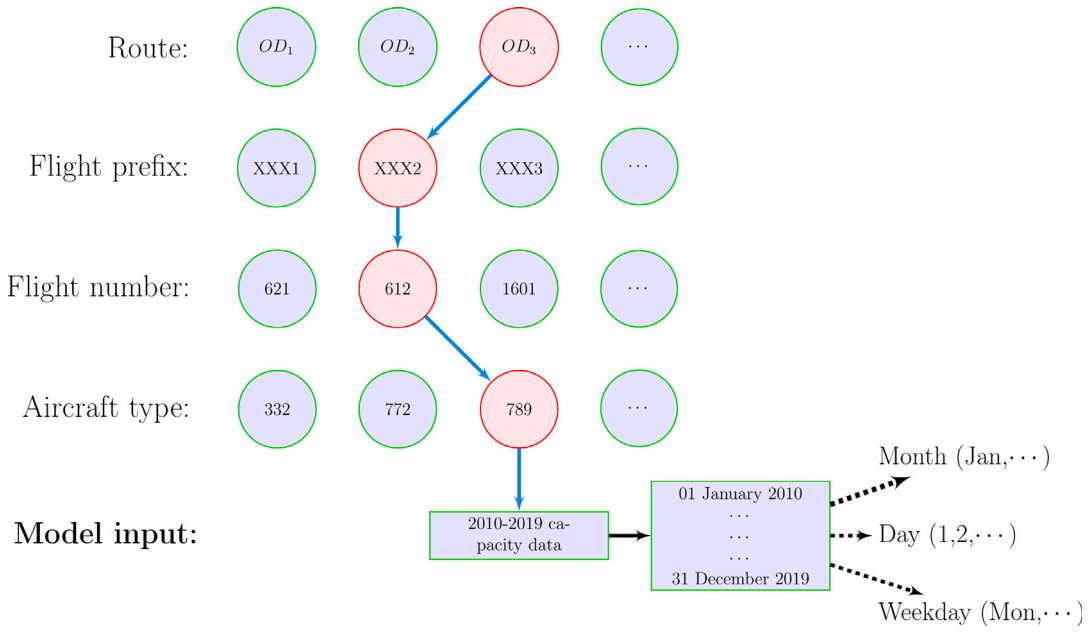 Route: OD₁ OD₂ OD₃ ···
Flight prefix: XXX1 XXX2 XXX3 ···
Flight number: 621 612 1601 ···
Aircraft type: 332 772 789 ···
Model input:
2010-2019 ca-
pacity data
01 January 2010
···
···
···
31 December 2019
Month (Jan,···)
Day (1,2,···)
Weekday (Mon,···)